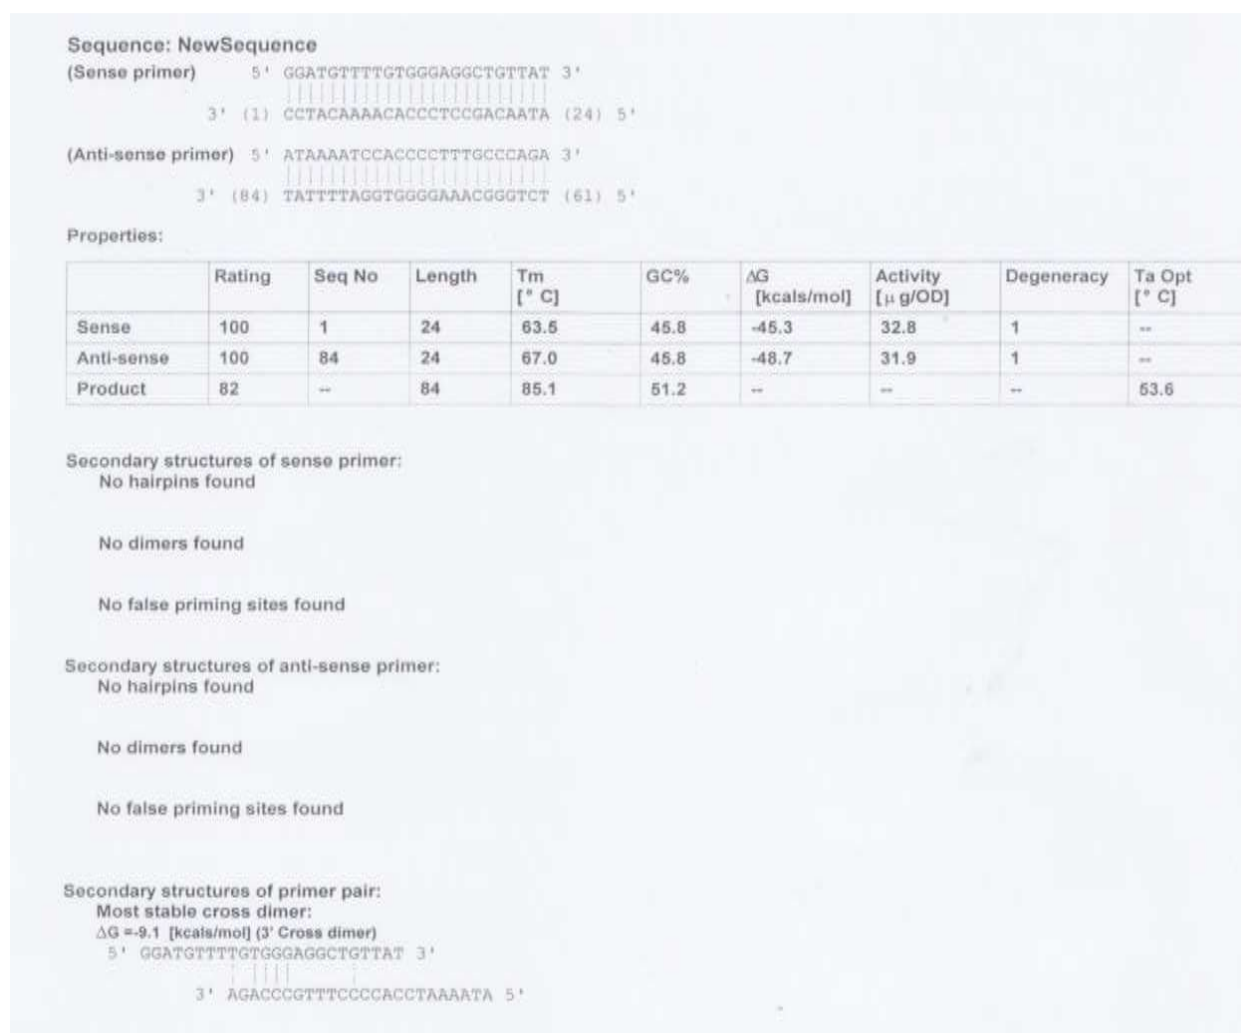 Sequence: NewSequence
(Sense primer) 5' GGATGTTTTGTGGGAGGCTGTTAT 3'
3' (1) CCTACAAAACACCCTCCGACAATA (24) 5'
(Anti-sense primer) 5' ATAAAATCCACCCCTTTGCCCAGA 3'
3' (84) TATTTTAGGTGGGGAAACGGGTCT (61) 5'
Properties:
Rating Seq No Length Tm [° C] GC% ΔG [kcals/mol] Activity [μ g/OD] Degeneracy Ta Opt [° C]
Sense 100 1 24 63.5 45.8 -45.3 32.8 1 --
Anti-sense 100 84 24 67.0 45.8 -48.7 31.9 1 --
Product 82 -- 84 85.1 51.2 -- -- -- 53.6
Secondary structures of sense primer:
No hairpins found
No dimers found
No false priming sites found
Secondary structures of anti-sense primer:
No hairpins found
No dimers found
No false priming sites found
Secondary structures of primer pair:
Most stable cross dimer:
ΔG =-9.1 [kcals/mol] (3' Cross dimer)
5' GGATGTTTTGTGGGAGGCTGTTAT 3'
3' AGACCCGTTTCCCCACCTAAAATA 5'